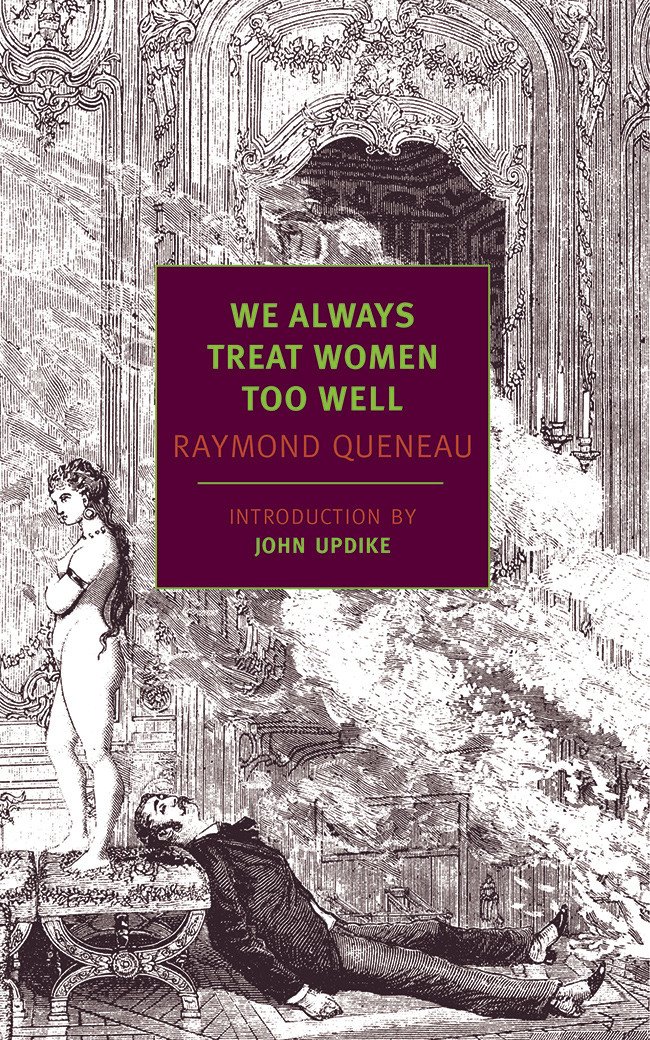 WE ALWAYS
TREAT WOMEN
TOO WELL
RAYMOND QUENEAU
INTRODUCTION BY
JOHN UPDIKE